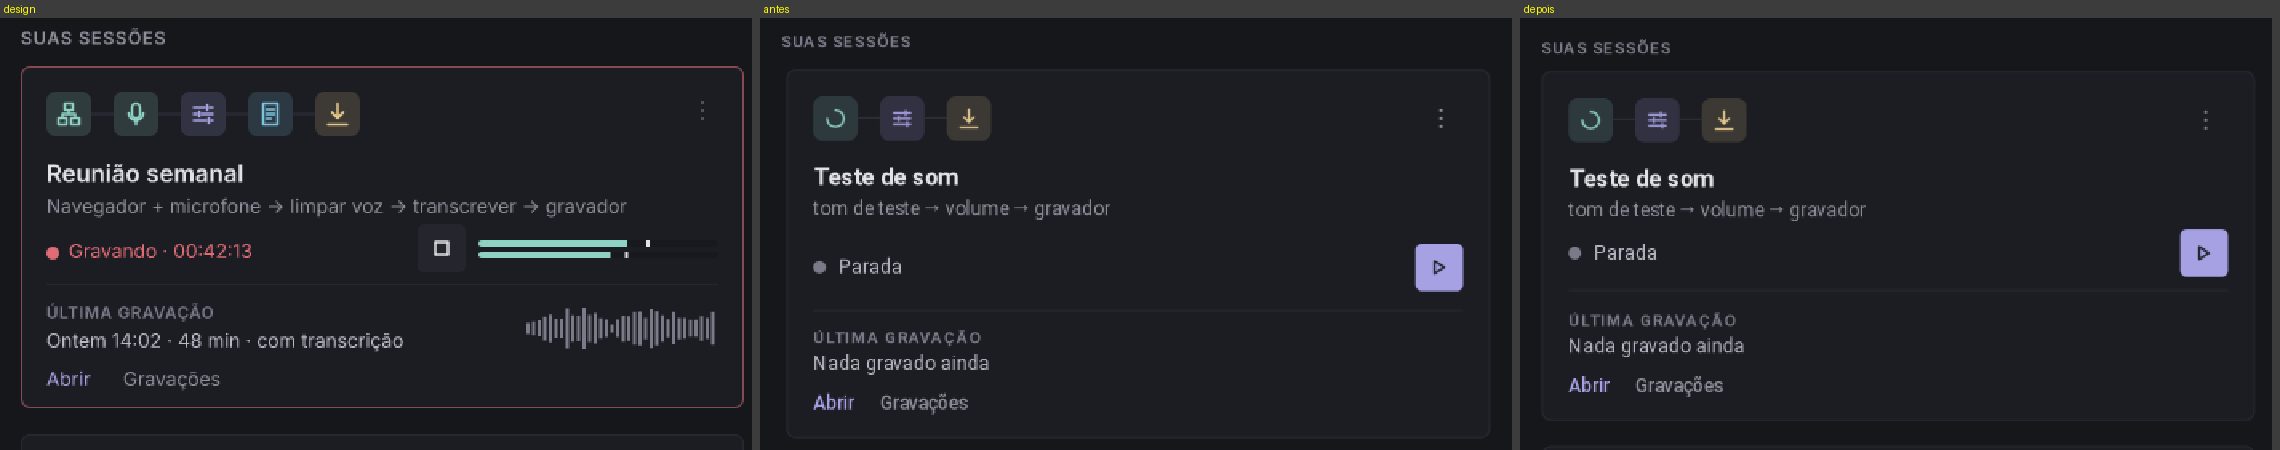 design
SUAS SESSÕES
Reunião semanal
Navegador + microfone → limpar voz → transcrever → gravador
Gravando · 00:42:13
ÚLTIMA GRAVAÇÃO
Ontem 14:02 · 48 min · com transcrição
Abrir Gravações
antes
SUAS SESSÕES
Teste de som
tom de teste → volume → gravador
Parada
ÚLTIMA GRAVAÇÃO
Nada gravado ainda
Abrir Gravações
depois
SUAS SESSÕES
Teste de som
tom de teste → volume → gravador
Parada
ÚLTIMA GRAVAÇÃO
Nada gravado ainda
Abrir Gravações